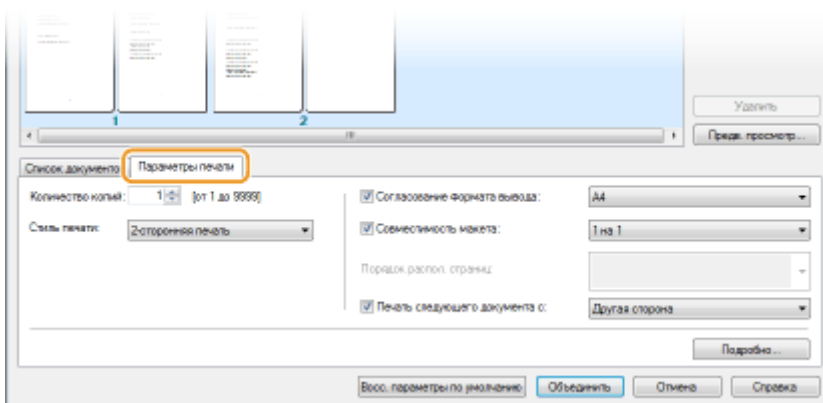 1
2
Удалить
Предв. просмотр...
Список документо
Параметры печати
Количество копий: 1 [от 1 до 9999]
Стиль печати: 2-сторонняя печать
Согласование формата вывода: A4
Совместимость макета: 1 на 1
Порядок распол. страниц:
Печать следующего документа с: Другая сторона
Подробно...
Восс. параметры по умолчанию
Объединить
Отмена
Справка